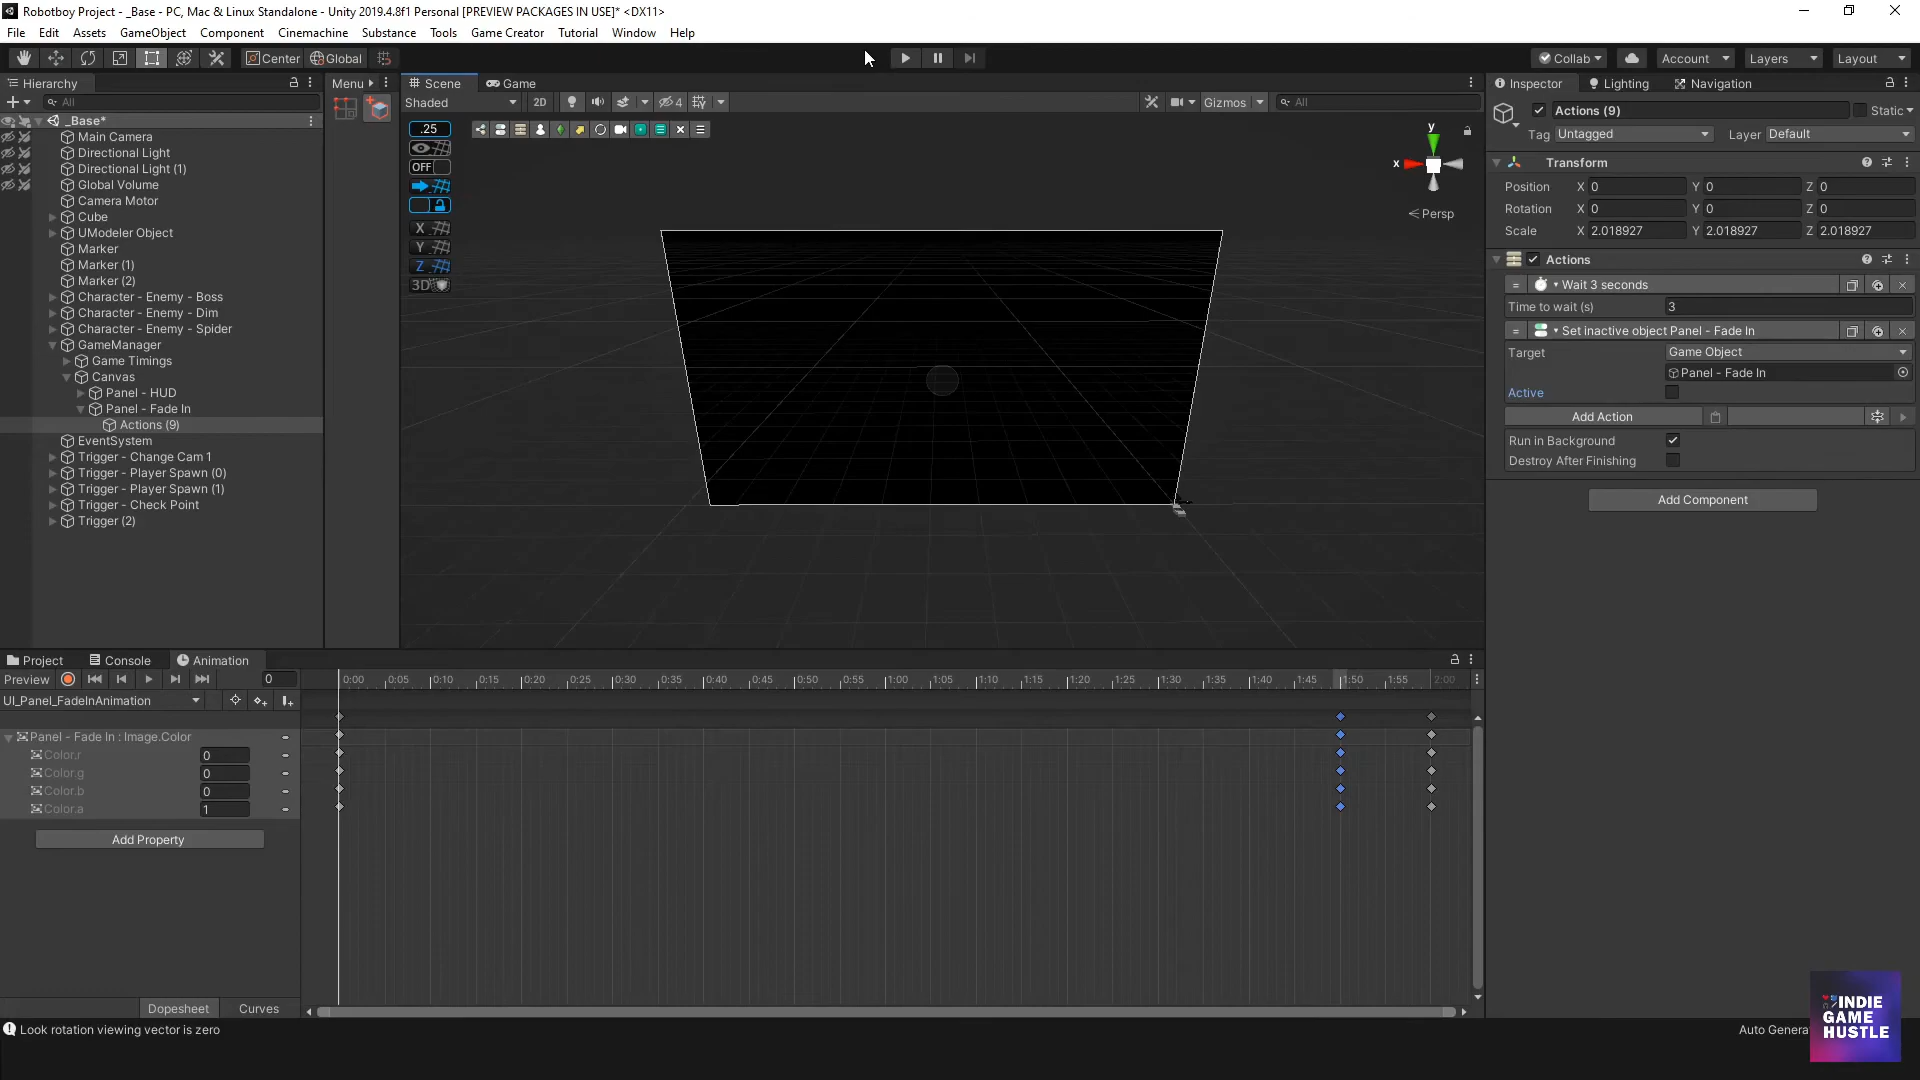 Robotboy Project - _Base - PC, Mac & Linux Standalone - Unity 2019.4.8f1 Personal [PREVIEW PACKAGES IN USE]* <DX11>
File Edit Assets GameObject Component Cinemachine Substance Tools Game Creator Tutorial Window Help
Center Global Collab Account Layers Layout
Hierarchy
All
_Base*
Main Camera
Directional Light
Directional Light (1)
Global Volume
Camera Motor
Cube
UModeler Object
Marker
Marker (1)
Marker (2)
Character - Enemy - Boss
Character - Enemy - Dim
Character - Enemy - Spider
GameManager
Game Timings
Canvas
Panel - HUD
Panel - Fade In
Actions (9)
EventSystem
Trigger - Change Cam 1
Trigger - Player Spawn (0)
Trigger - Player Spawn (1)
Trigger - Check Point
Trigger (2)
Menu
Scene Game
Shaded 2D 4 Gizmos All
.25
OFF
X
Y
Z
3D
y
x
Persp
Inspector Lighting Navigation
Actions (9) Static
Tag Untagged Layer Default
Transform
Position X 0 Y 0 Z 0
Rotation X 0 Y 0 Z 0
Scale X 2.018927 Y 2.018927 Z 2.018927
Actions
Wait 3 seconds
Time to wait (s) 3
Set inactive object Panel - Fade In
Target Game Object
Panel - Fade In
Active
Add Action
Run in Background
Destroy After Finishing
Add Component
Project Console Animation
Preview 0
0:00 0:05 0:10 0:15 0:20 0:25 0:30 0:35 0:40 0:45 0:50 0:55 1:00 1:05 1:10 1:15 1:20 1:25 1:30 1:35 1:40 1:45 1:50 1:55 2:00
UI_Panel_FadeInAnimation
Panel - Fade In : Image.Color
Color.r 0
Color.g 0
Color.b 0
Color.a 1
Add Property
Dopesheet Curves
Look rotation viewing vector is zero
Auto Genera
INDIE
GAME
HUSTLE